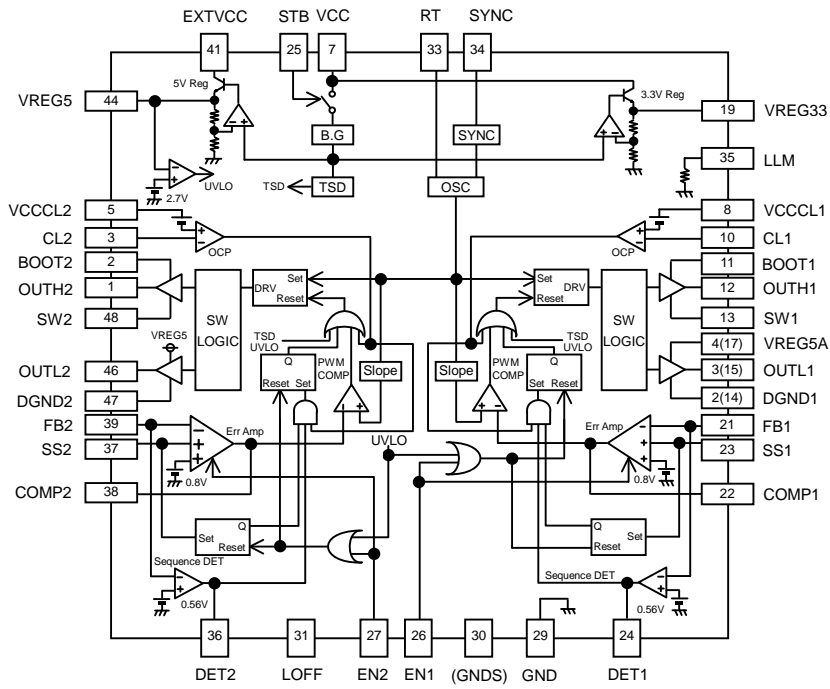 EXTVCC STB VCC RT SYNC
41 25 7 33 34
5V Reg 3.3V Reg
VREG5 44 19 VREG33
B.G SYNC
35 LLM
UVLO TSD TSD OSC
2.7V
VCCCL2 5 8 VCCCL1
CL2 3 OCP OCP 10 CL1
BOOT2 2 11 BOOT1
Set Set
OUTH2 1 DRV DRV 12 OUTH1
Reset Reset
SW2 48 13 SW1
SW LOGIC SW LOGIC
VREG5 TSD UVLO TSD UVLO 4(17) VREG5A
Q PWM COMP PWM COMP Q
OUTL2 46 Slope Slope 3(15) OUTL1
Reset Set Set Reset
DGND2 47 2(14) DGND1
FB2 39 21 FB1
Err Amp UVLO Err Amp
SS2 37 23 SS1
0.8V 0.8V
COMP2 38 22 COMP1
Q Q
Set Set
Reset Reset
Sequence DET Sequence DET
0.56V 0.56V
36 31 27 26 30 29 24
DET2 LOFF EN2 EN1 (GNDS) GND DET1